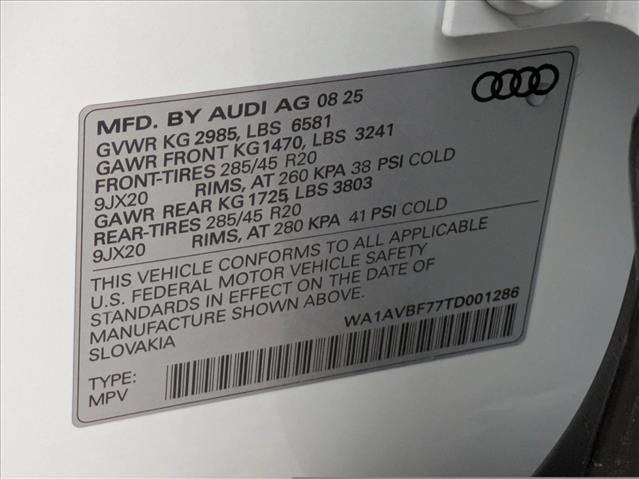 MFD. BY AUDI AG 08 25
GVWR KG 2985, LBS 6581
GAWR FRONT KG1470, LBS 3241
FRONT-TIRES 285/45 R20
9JX20 RIMS, AT 260 KPA 38 PSI COLD
GAWR REAR KG 1725, LBS 3803
REAR-TIRES 285/45 R20
9JX20 RIMS, AT 280 KPA 41 PSI COLD
THIS VEHICLE CONFORMS TO ALL APPLICABLE
U.S. FEDERAL MOTOR VEHICLE SAFETY
STANDARDS IN EFFECT ON THE DATE OF
MANUFACTURE SHOWN ABOVE.
SLOVAKIA
WA1AVBF77TD001286
TYPE:
MPV